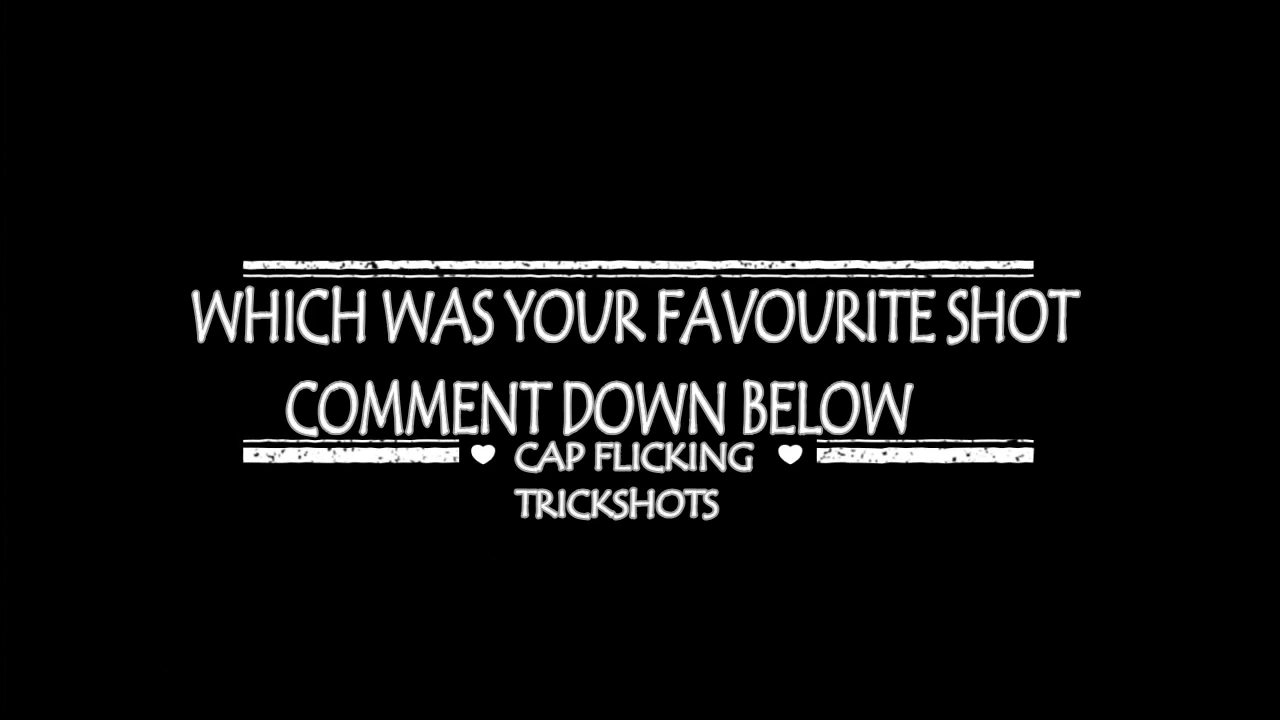 WHICH WAS YOUR FAVOURITE SHOT
COMMENT DOWN BELOW
CAP FLICKING
TRICKSHOTS